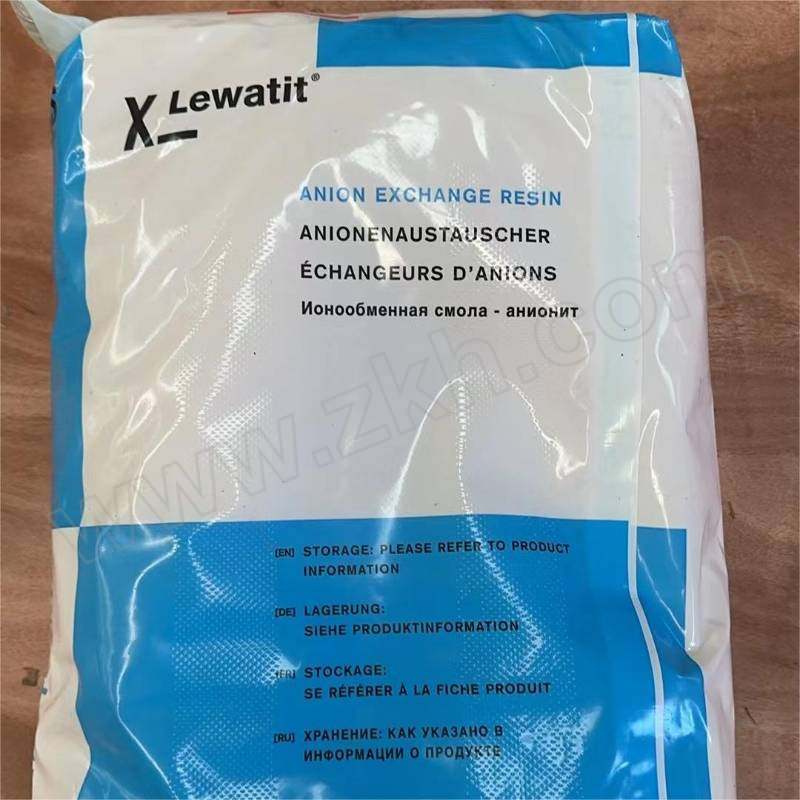 X_ Lewatit®
ANION EXCHANGE RESIN
ANIONENAUSTAUSCHER
ÉCHANGEURS D'ANIONS
Ионообменная смола - анионит
www.zkh.com
[EN] STORAGE: PLEASE REFER TO PRODUCT
INFORMATION
[DE] LAGERUNG:
SIEHE PRODUKTINFORMATION
[FR] STOCKAGE:
SE RÉFÉRER À LA FICHE PRODUIT
[RU] ХРАНЕНИЕ: КАК УКАЗАНО В
ИНФОРМАЦИИ О ПРОДУКТЕ